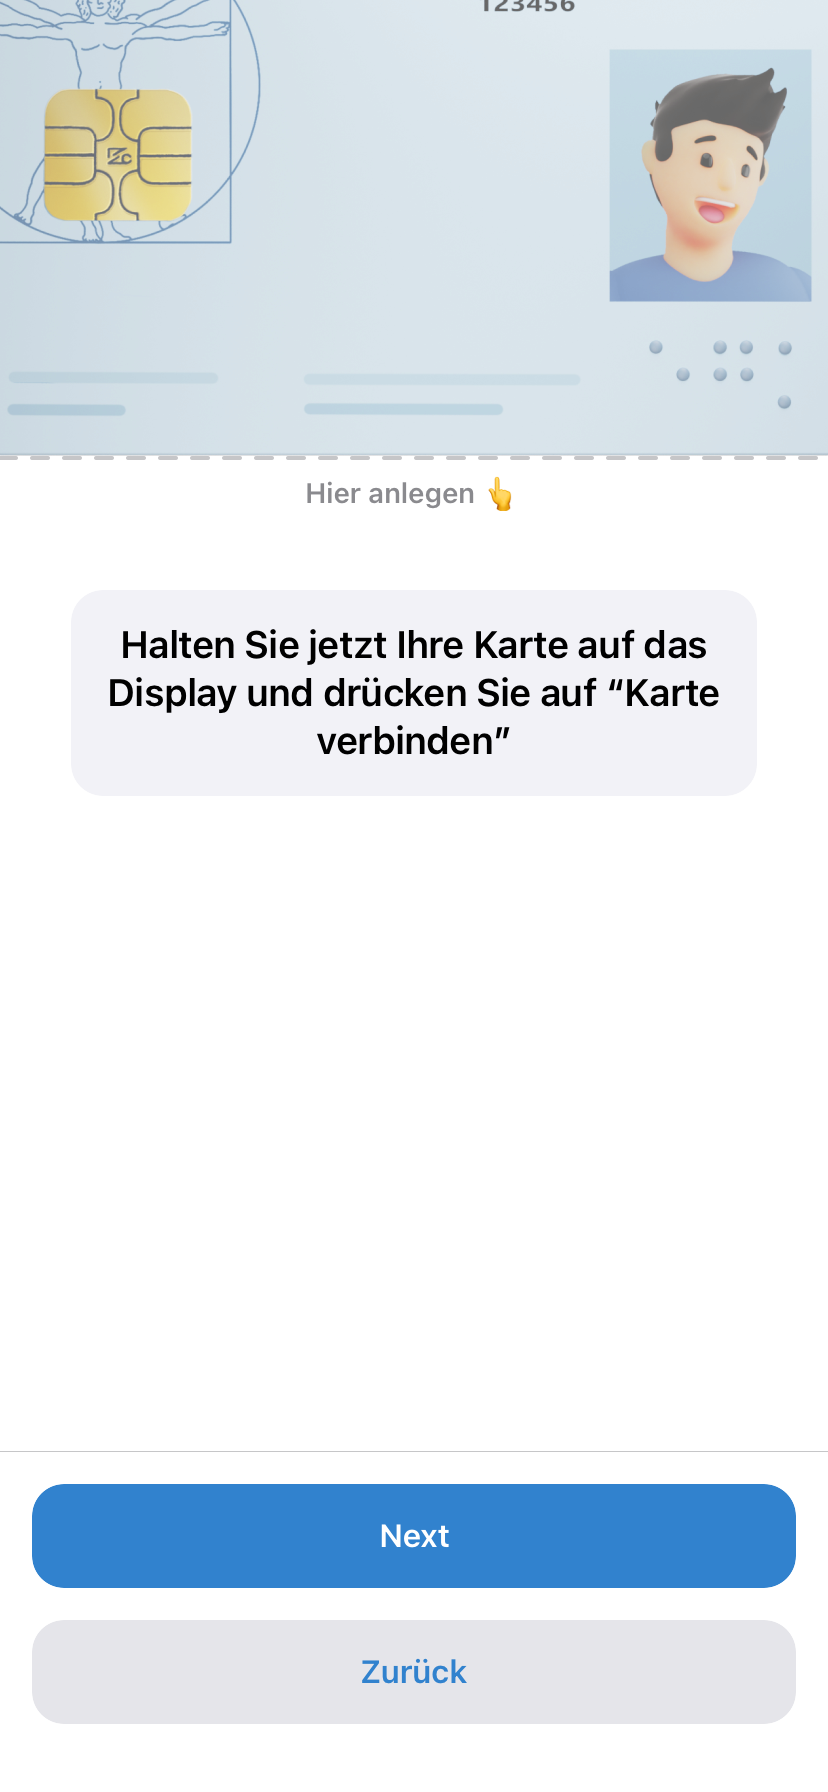 123456
Hier anlegen 👆
Halten Sie jetzt Ihre Karte auf das
Display und drücken Sie auf “Karte
verbinden”
Next
Zurück